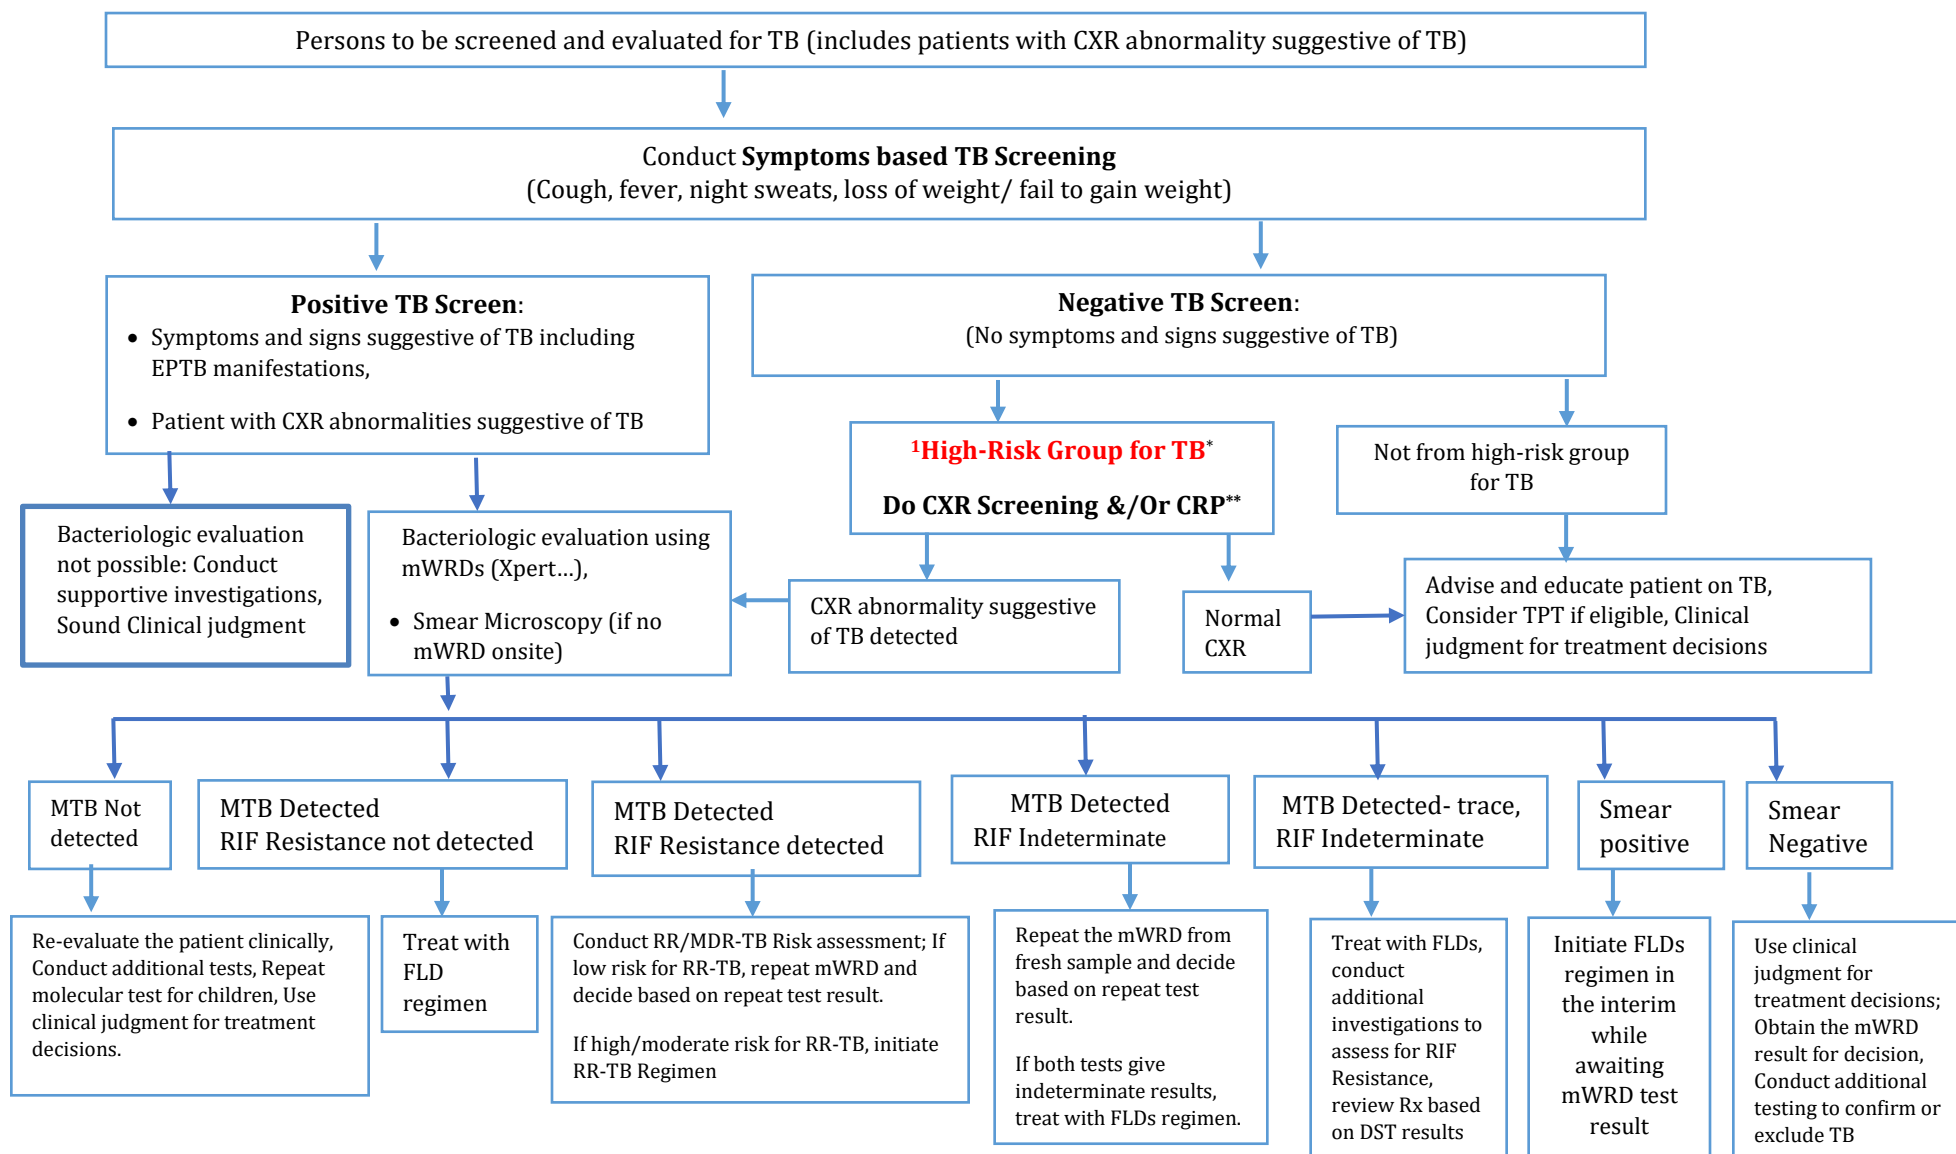 Persons to be screened and evaluated for TB (includes patients with CXR abnormality suggestive of TB)
Conduct Symptoms based TB Screening
(Cough, fever, night sweats, loss of weight/ fail to gain weight)
Positive TB Screen:
• Symptoms and signs suggestive of TB including
EPTB manifestations,
• Patient with CXR abnormalities suggestive of TB
Negative TB Screen:
(No symptoms and signs suggestive of TB)
¹High-Risk Group for TB*
Do CXR Screening &/Or CRP**
Not from high-risk group
for TB
Bacteriologic evaluation
not possible: Conduct
supportive investigations,
Sound Clinical judgment
Bacteriologic evaluation using
mWRDs (Xpert…),
• Smear Microscopy (if no
mWRD onsite)
CXR abnormality suggestive
of TB detected
Normal
CXR
Advise and educate patient on TB,
Consider TPT if eligible, Clinical
judgment for treatment decisions
MTB Not
detected
MTB Detected
RIF Resistance not detected
MTB Detected
RIF Resistance detected
MTB Detected
RIF Indeterminate
MTB Detected- trace,
RIF Indeterminate
Smear
positive
Smear
Negative
Re-evaluate the patient clinically,
Conduct additional tests, Repeat
molecular test for children, Use
clinical judgment for treatment
decisions.
Treat with
FLD
regimen
Conduct RR/MDR-TB Risk assessment; If
low risk for RR-TB, repeat mWRD and
decide based on repeat test result.
If high/moderate risk for RR-TB, initiate
RR-TB Regimen
Repeat the mWRD from
fresh sample and decide
based on repeat test
result.
If both tests give
indeterminate results,
treat with FLDs regimen.
Treat with FLDs,
conduct
additional
investigations to
assess for RIF
Resistance,
review Rx based
on DST results
Initiate FLDs
regimen in
the interim
while
awaiting
mWRD test
result
Use clinical
judgment for
treatment decisions;
Obtain the mWRD
result for decision,
Conduct additional
testing to confirm or
exclude TB